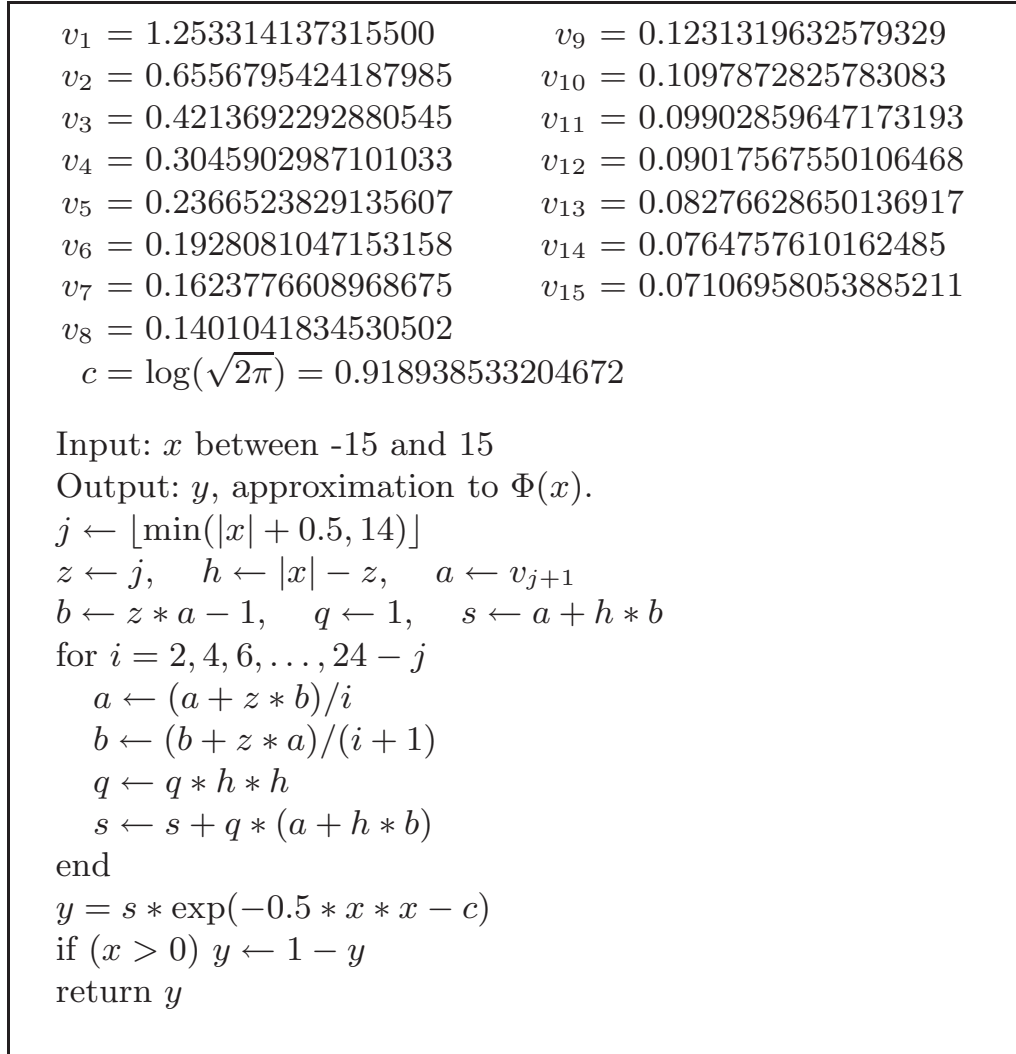 v₁ = 1.253314137315500
v₂ = 0.6556795424187985
v₃ = 0.4213692292880545
v₄ = 0.3045902987101033
v₅ = 0.2366523829135607
v₆ = 0.1928081047153158
v₇ = 0.1623776608968675
v₈ = 0.1401041834530502
v₉ = 0.1231319632579329
v₁₀ = 0.1097872825783083
v₁₁ = 0.09902859647173193
v₁₂ = 0.09017567550106468
v₁₃ = 0.08276628650136917
v₁₄ = 0.0764757610162485
v₁₅ = 0.07106958053885211
c = log(√2π) = 0.918938533204672
Input: x between -15 and 15
Output: y, approximation to Φ(x).
j ← ⌊min(|x| + 0.5, 14)⌋
z ← j, h ← |x| − z, a ← vⱼ₊₁
b ← z ∗ a − 1, q ← 1, s ← a + h ∗ b
for i = 2, 4, 6, . . . , 24 − j
a ← (a + z ∗ b)/i
b ← (b + z ∗ a)/(i + 1)
q ← q ∗ h ∗ h
s ← s + q ∗ (a + h ∗ b)
end
y = s ∗ exp(−0.5 ∗ x ∗ x − c)
if (x > 0) y ← 1 − y
return y